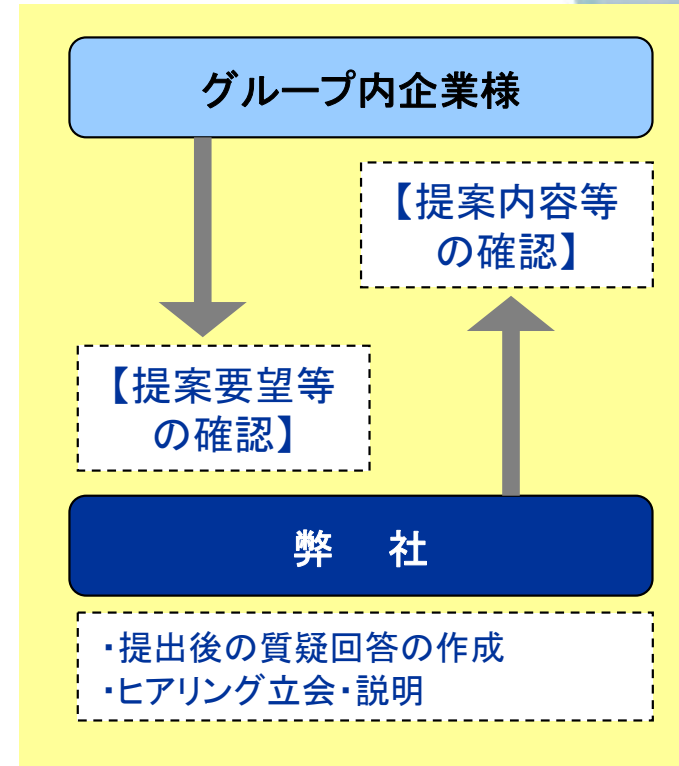 グループ内企業様
【提案内容等
の確認】
【提案要望等
の確認】
弊　社
・提出後の質疑回答の作成
・ヒアリング立会・説明